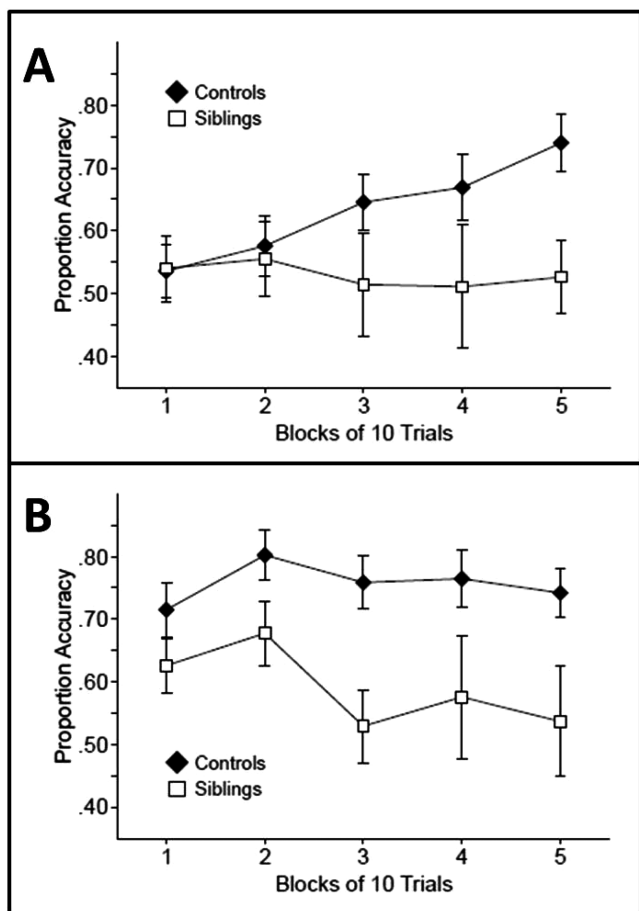 A
Controls
Siblings
Proportion Accuracy
.80
.70
.60
.50
.40
1 2 3 4 5
Blocks of 10 Trials
B
Proportion Accuracy
.80
.70
.60
.50
.40
Controls
Siblings
1 2 3 4 5
Blocks of 10 Trials